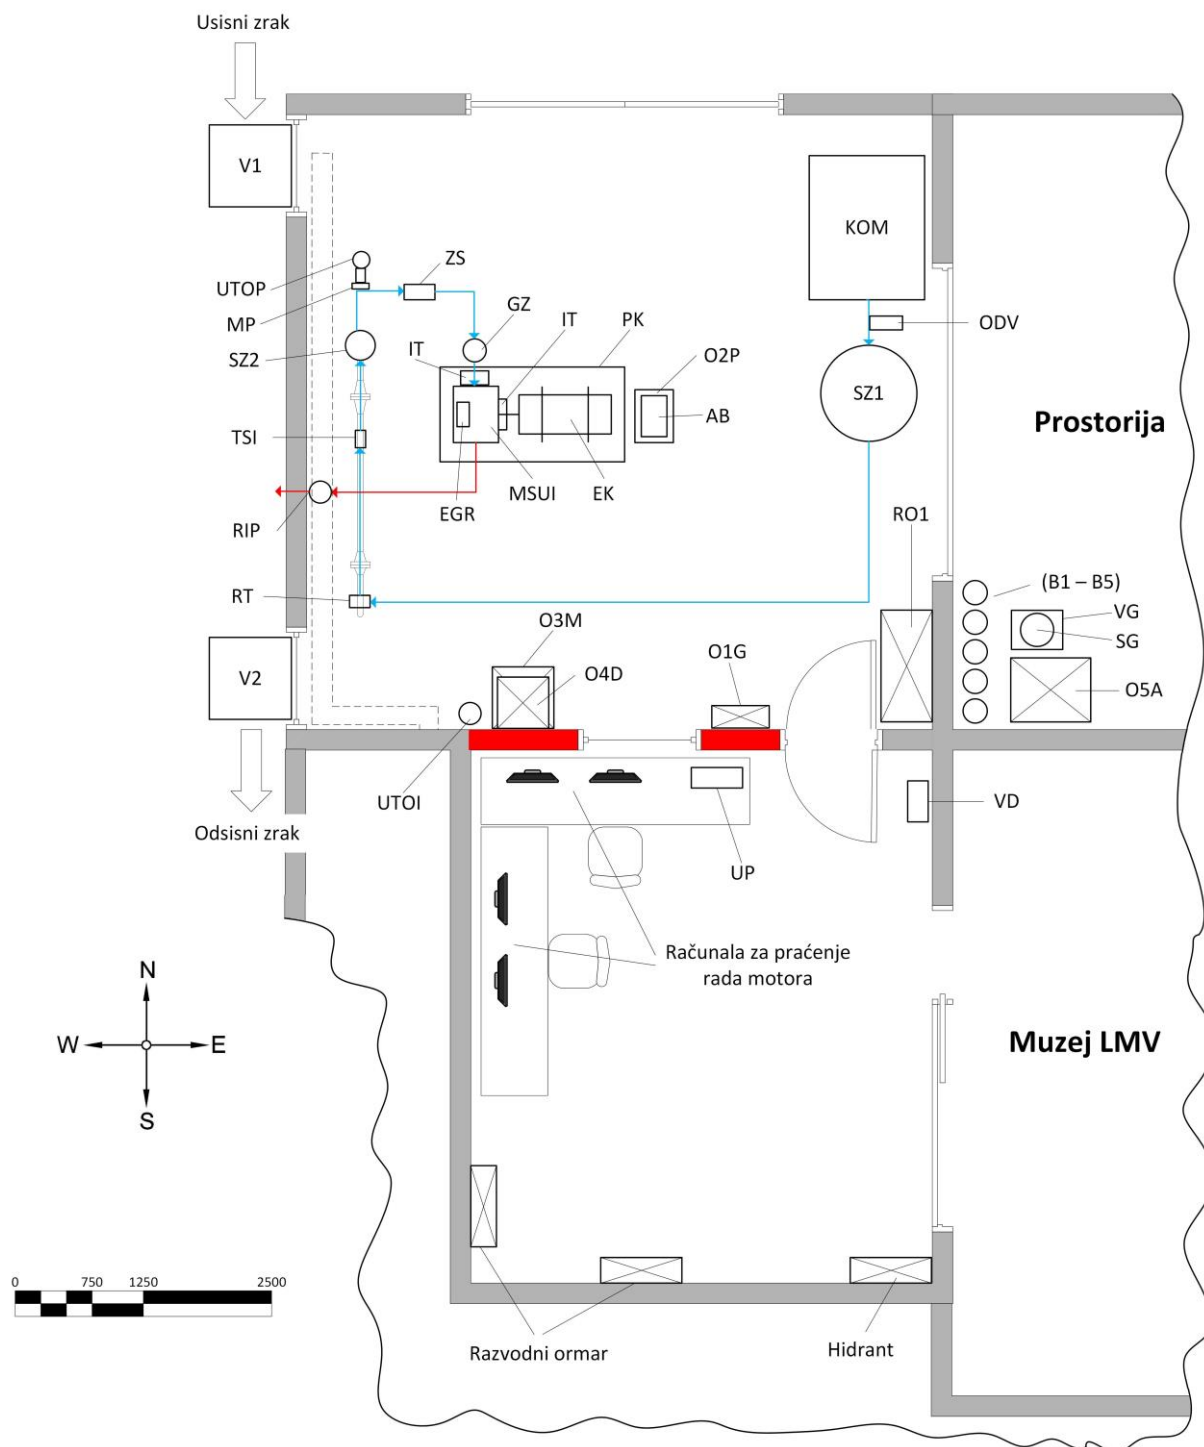 Usisni zrak
V1
KOM
ZS
UTOP
GZ
IT
PK
MP
ODV
IT
O2P
SZ2
SZ1
AB
Prostorija
TSI
MSUI
EK
EGR
RO1
RIP
(B1 – B5)
RT
VG
O3M
SG
O1G
O4D
V2
O5A
UTOI
VD
Odsisni zrak
UP
Računala za praćenje
rada motora
N
W
E
S
Muzej LMV
0 750 1250 2500
Razvodni ormar
Hidrant